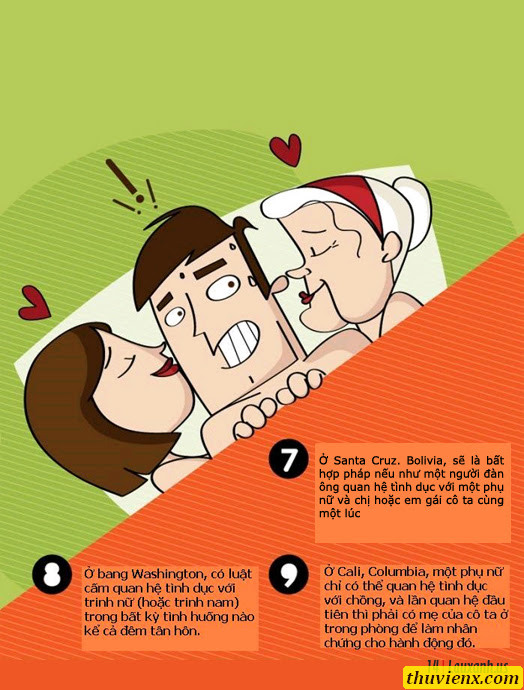 7
Ở Santa Cruz. Bolivia, sẽ là bất
hợp pháp nếu như một người đàn
ông quan hệ tình dục với một phụ
nữ và chị hoặc em gái cô ta cùng
một lúc
8
Ở bang Washington, có luật
cấm quan hệ tình dục với
trinh nữ (hoặc trinh nam)
trong bất kỳ tình huống nào
kể cả đêm tân hôn.
9
Ở Cali, Columbia, một phụ nữ
chỉ có thể quan hệ tình dục
với chồng, và lần quan hệ đầu
tiên thì phải có mẹ của cô ta ở
trong phòng để làm nhân
chứng cho hành động đó.
14
thuvienx.com